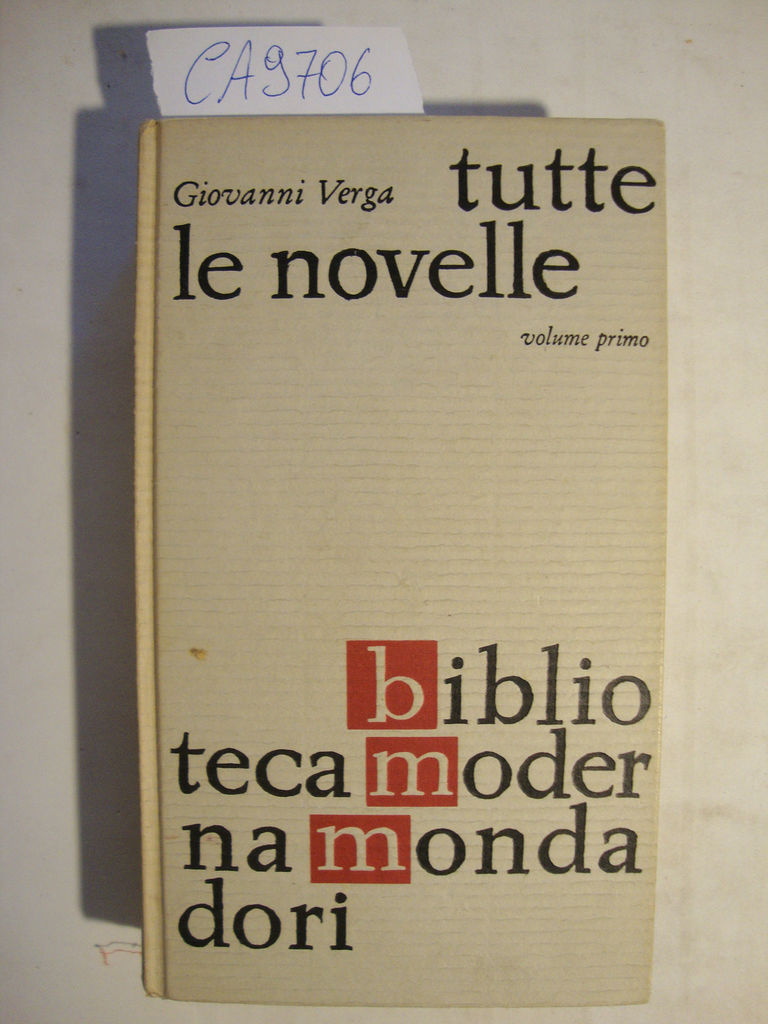 CA9706
Giovanni Verga tutte
le novelle
volume primo
biblio
teca moder
na monda
dori